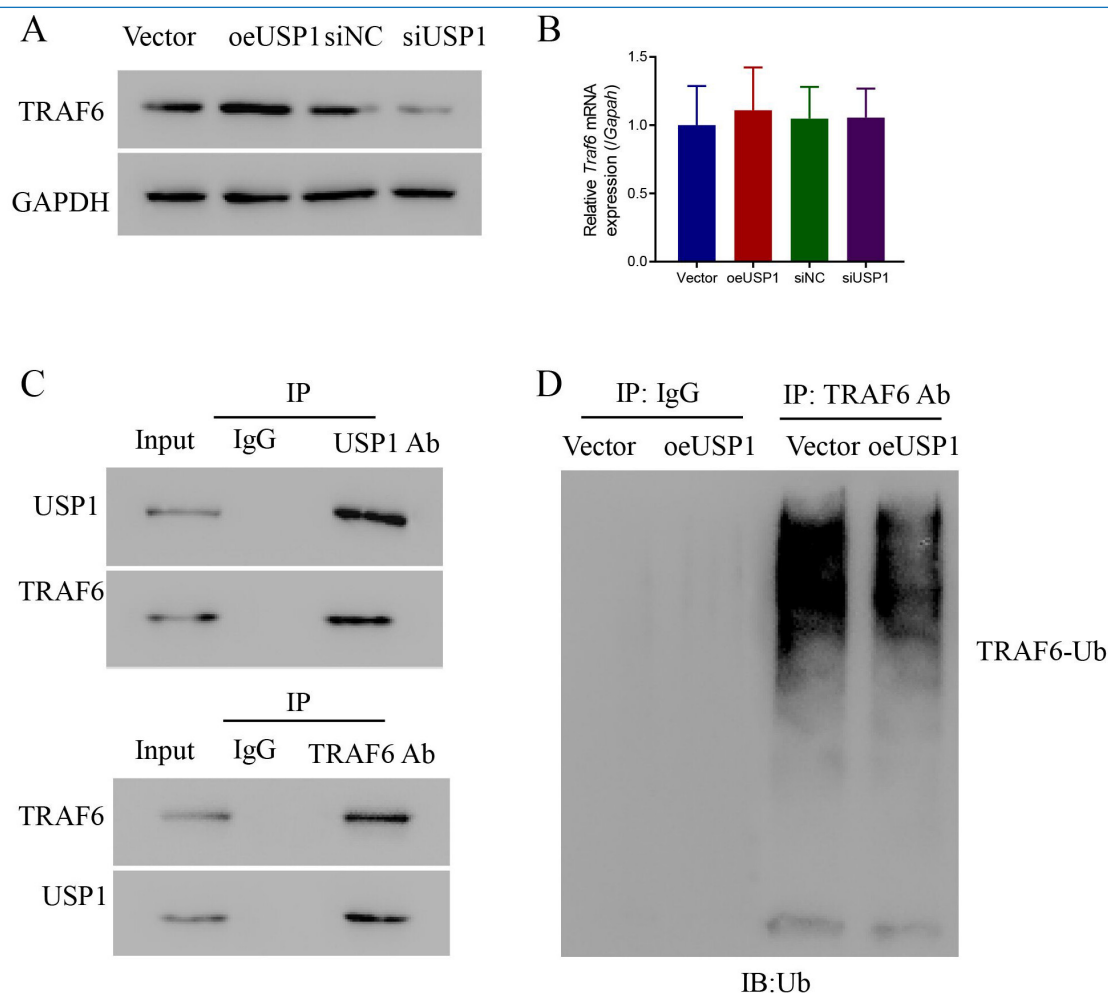 A
Vector oeUSP1 siNC siUSP1
TRAF6
GAPDH
B
Relative Traf6 mRNA
expression (/Gapah)
1.5
1.0
0.5
0.0
Vector oeUSP1 siNC siUSP1
C
IP
Input IgG USP1 Ab
USP1
TRAF6
IP
Input IgG TRAF6 Ab
TRAF6
USP1
D
IP: IgG IP: TRAF6 Ab
Vector oeUSP1 Vector oeUSP1
TRAF6-Ub
IB:Ub